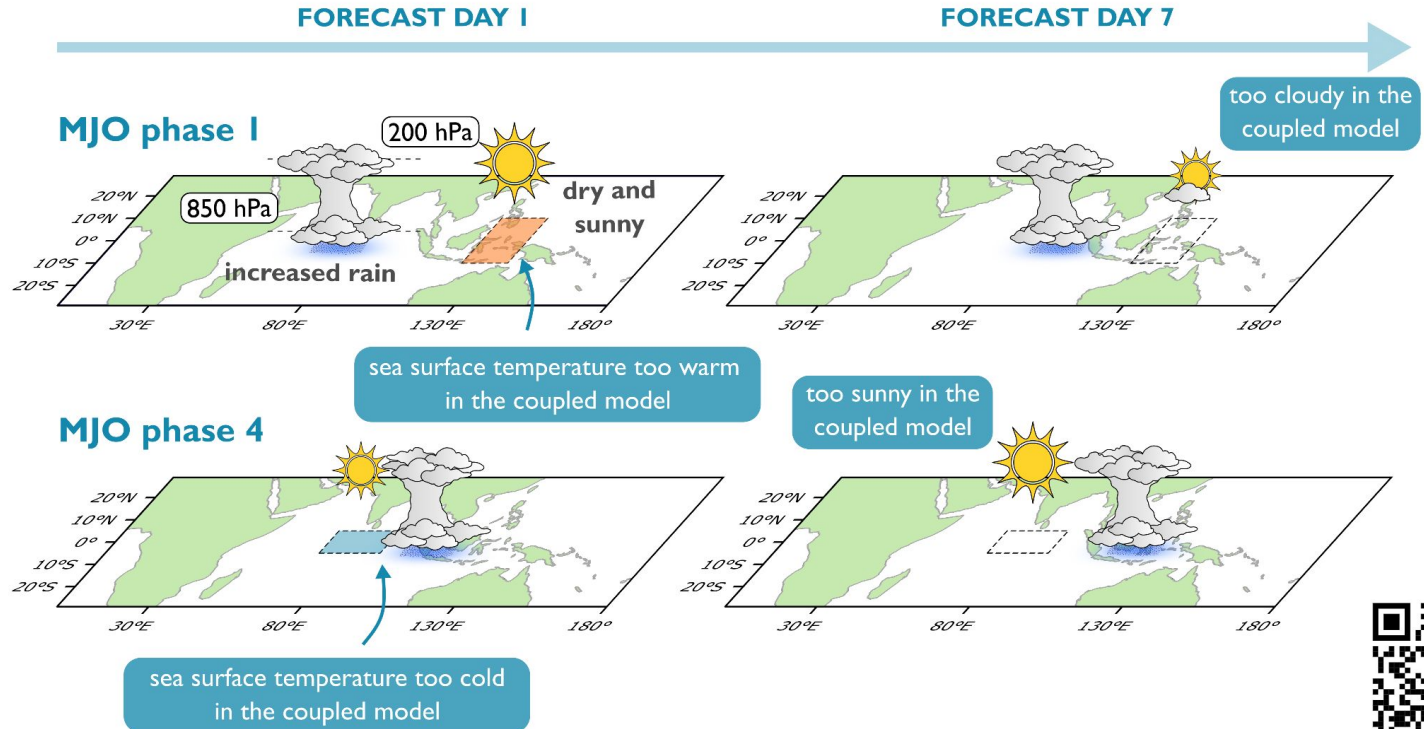 FORECAST DAY 1
FORECAST DAY 7
too cloudy in the
coupled model
MJO phase 1
200 hPa
850 hPa
dry and
sunny
increased rain
20°N
10°N
0°
10°S
20°S
30°E
80°E
130°E
180°
20°N
10°N
0°
10°S
20°S
30°E
80°E
130°E
180°
sea surface temperature too warm
in the coupled model
too sunny in the
coupled model
MJO phase 4
20°N
10°N
0°
10°S
20°S
30°E
80°E
130°E
180°
20°N
10°N
0°
10°S
20°S
30°E
80°E
130°E
180°
sea surface temperature too cold
in the coupled model